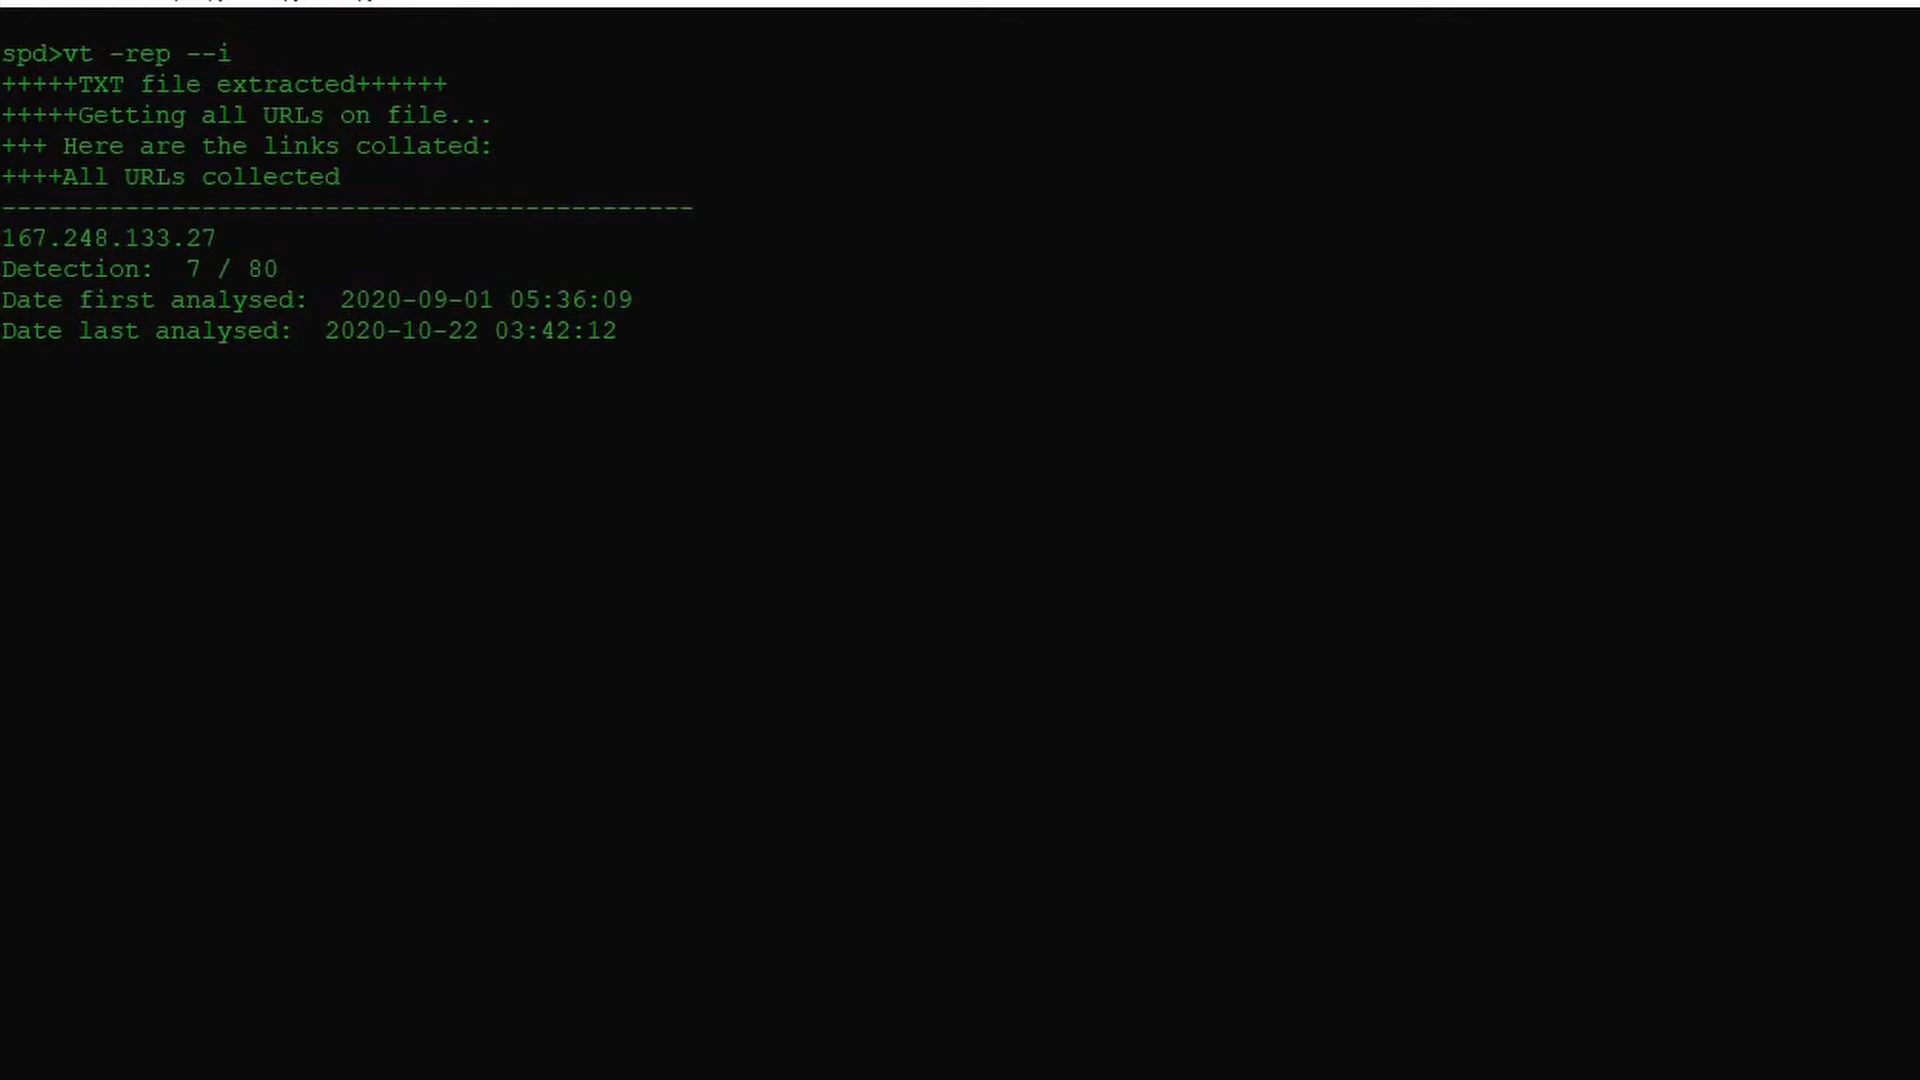 spd>vt -rep --i
+++++TXT file extracted++++++
+++++Getting all URLs on file...
+++ Here are the links collated:
++++All URLs collected
---------------------------------------------
167.248.133.27
Detection:  7 / 80
Date first analysed:  2020-09-01 05:36:09
Date last analysed:  2020-10-22 03:42:12